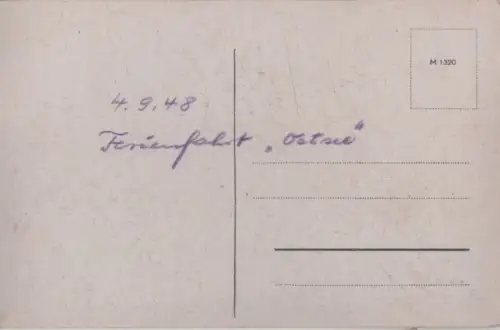 M 1320
4.9.48
Ferienfahrt „Ostsee"